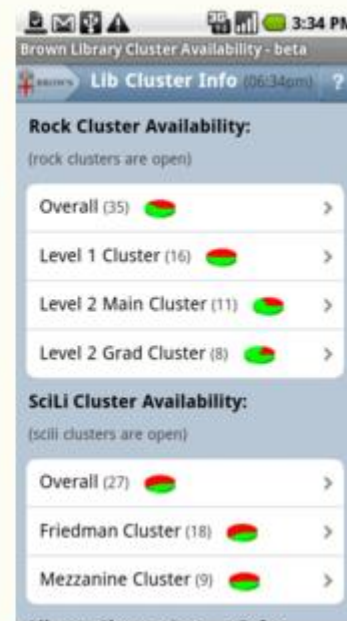 3:34 PM
Brown Library Cluster Availability - beta
BROWN Lib Cluster Info (06:34pm) ?
Rock Cluster Availability:
(rock clusters are open)
Overall (35) >
Level 1 Cluster (16) >
Level 2 Main Cluster (11) >
Level 2 Grad Cluster (8) >
SciLi Cluster Availability:
(scili clusters are open)
Overall (27) >
Friedman Cluster (18) >
Mezzanine Cluster (9) >